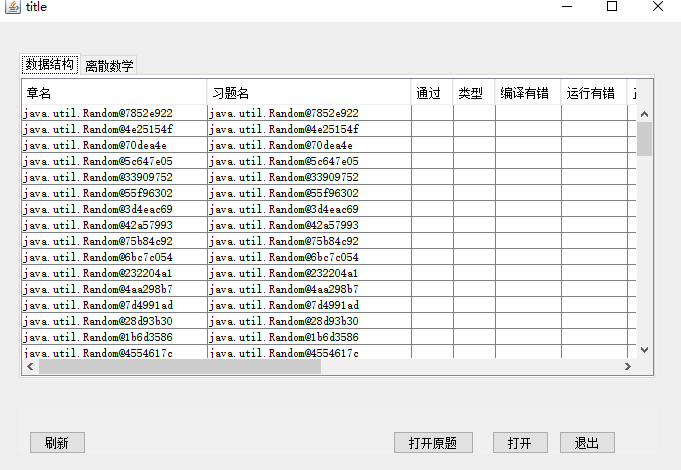 title
数据结构 离散数学
章名 习题名 通过 类型 编译有错 运行有错
java.util.Random@7852e922 java.util.Random@7852e922
java.util.Random@4e25154f java.util.Random@4e25154f
java.util.Random@70dea4e java.util.Random@70dea4e
java.util.Random@5c647e05 java.util.Random@5c647e05
java.util.Random@33909752 java.util.Random@33909752
java.util.Random@55f96302 java.util.Random@55f96302
java.util.Random@3d4eac69 java.util.Random@3d4eac69
java.util.Random@42a57993 java.util.Random@42a57993
java.util.Random@75b84c92 java.util.Random@75b84c92
java.util.Random@6bc7c054 java.util.Random@6bc7c054
java.util.Random@232204a1 java.util.Random@232204a1
java.util.Random@4aa298b7 java.util.Random@4aa298b7
java.util.Random@7d4991ad java.util.Random@7d4991ad
java.util.Random@28d93b30 java.util.Random@28d93b30
java.util.Random@1b6d3586 java.util.Random@1b6d3586
java.util.Random@4554617c java.util.Random@4554617c
刷新 打开原题 打开 退出